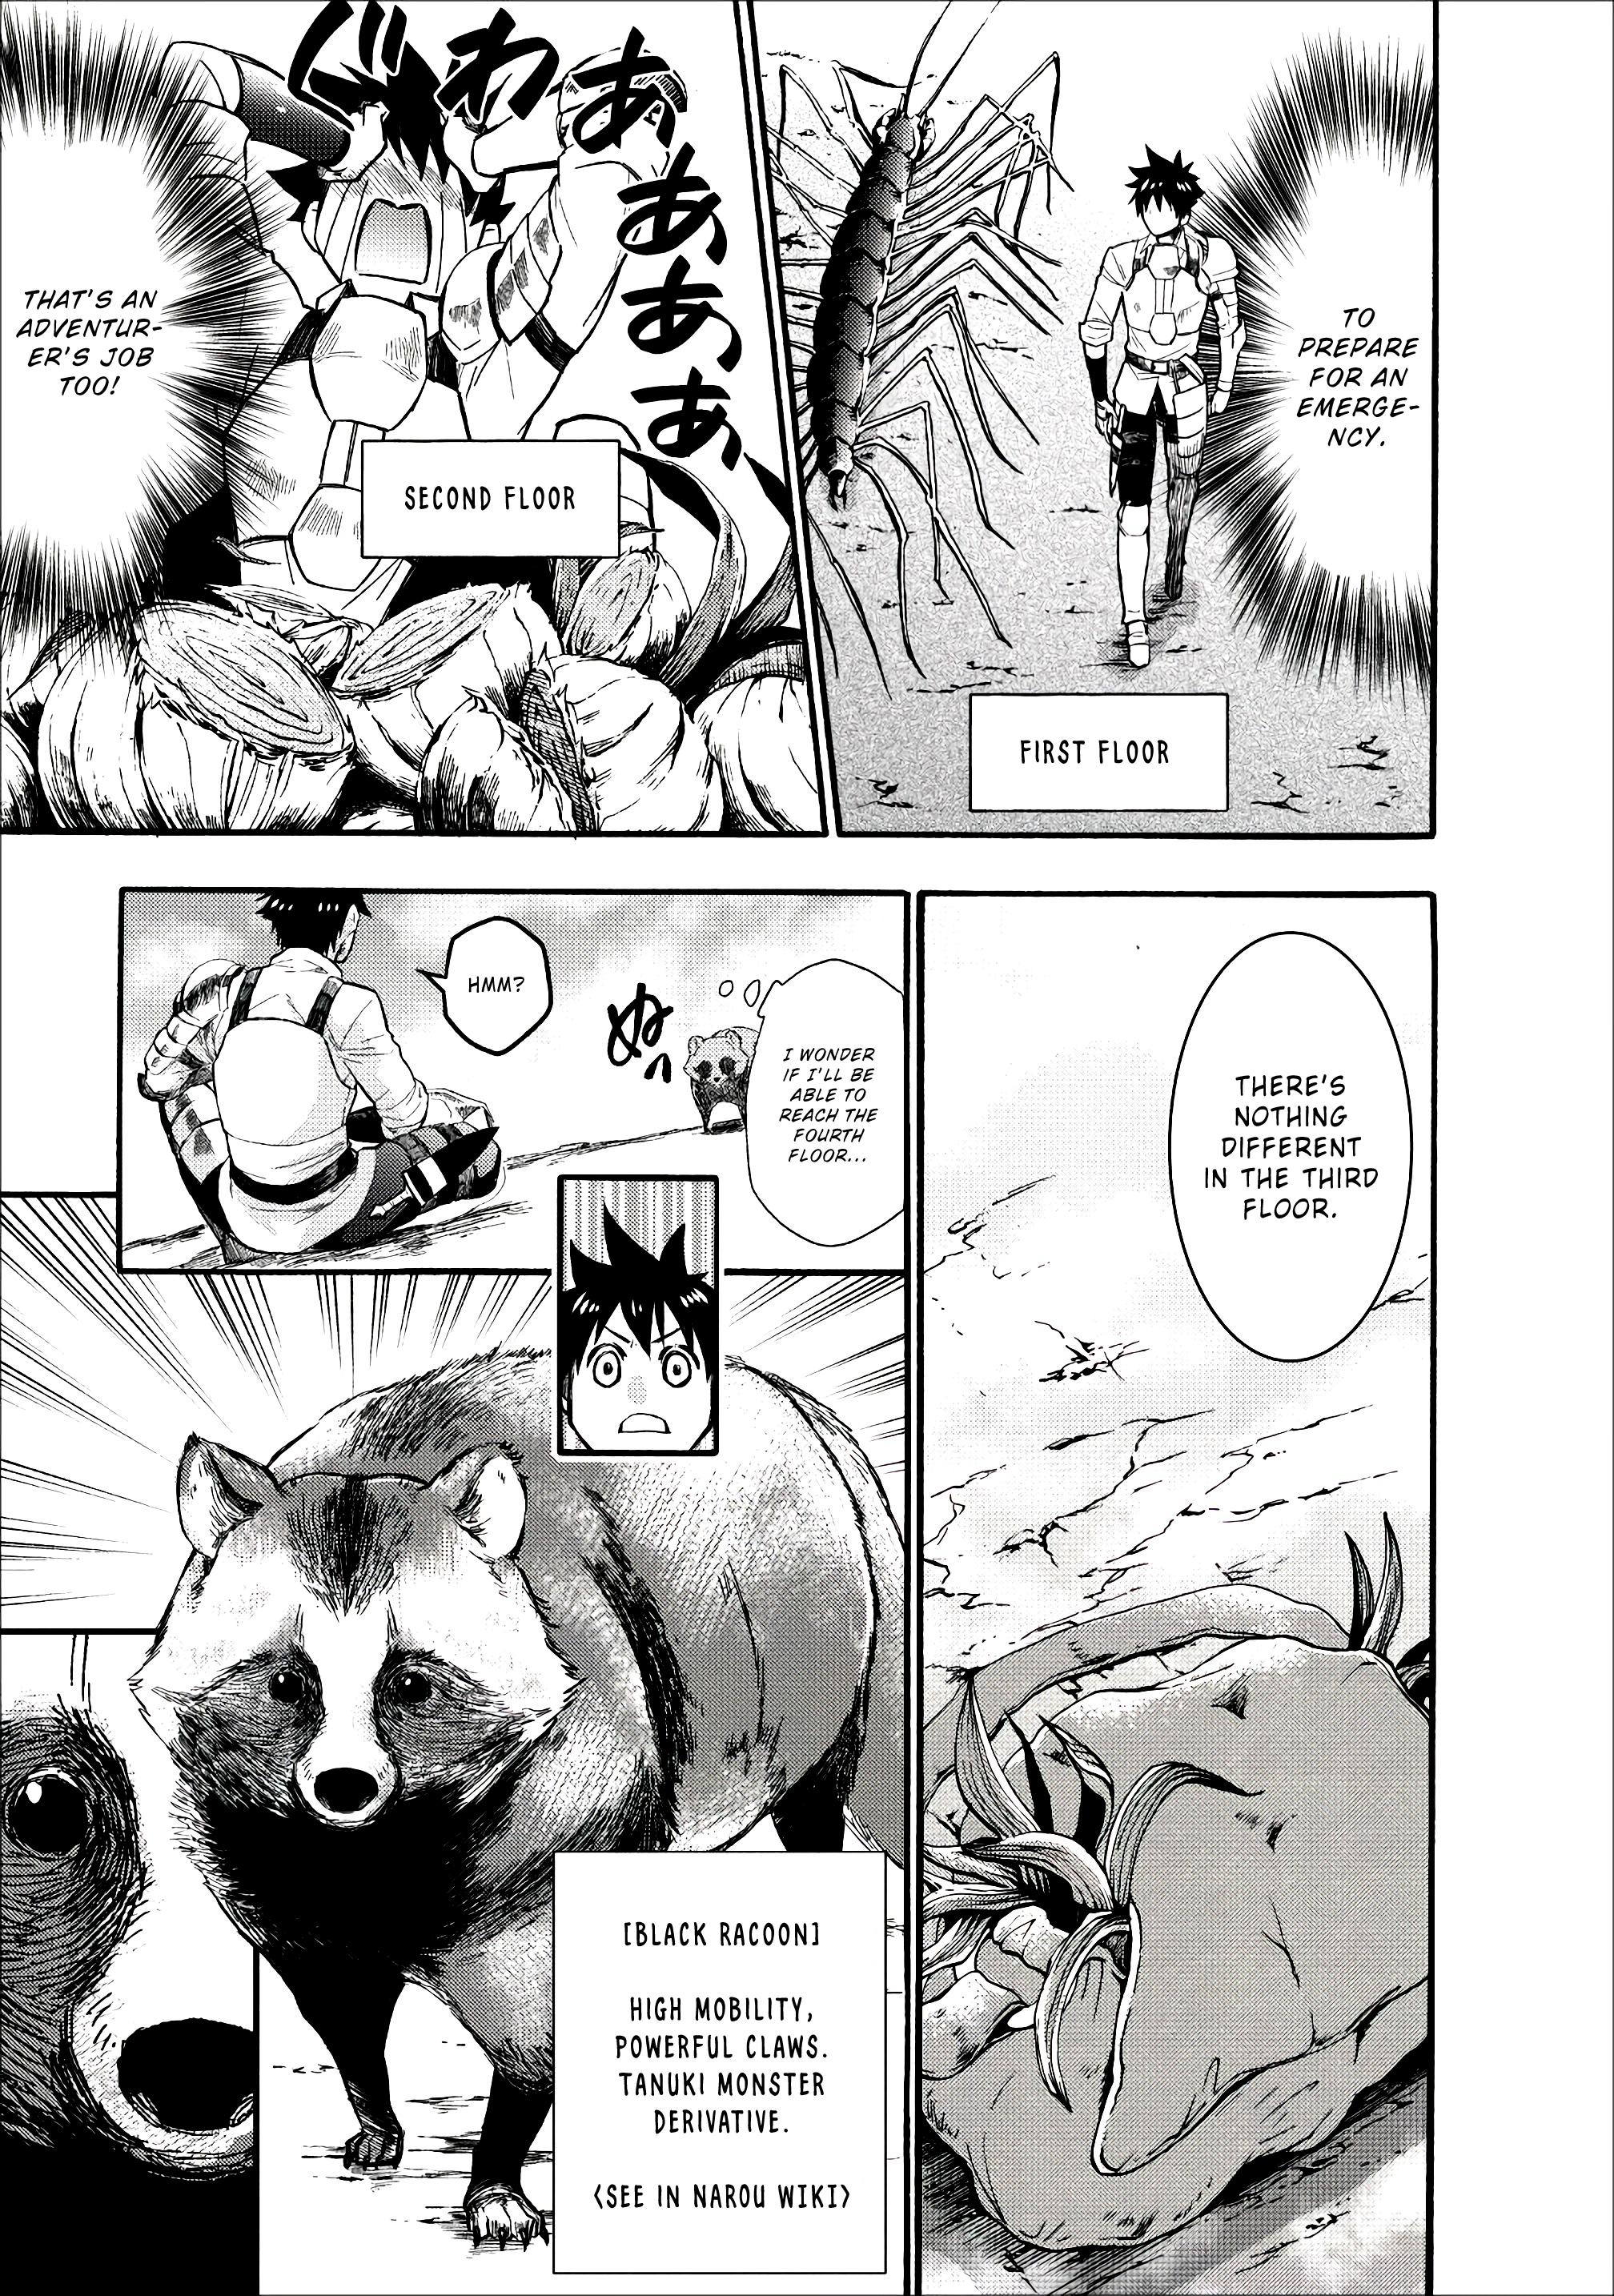 TO
PREPARE
FOR AN
EMERGE-
NCY.
FIRST FLOOR
ぐわあ
あ
あ
あ
THAT'S AN
ADVENTUR-
ER'S JOB
TOO!
SECOND FLOOR
THERE'S
NOTHING
DIFFERENT
IN THE THIRD
FLOOR.
I WONDER
IF I'LL BE
ABLE TO
REACH THE
FOURTH
FLOOR...
ぬっ
HMM?
[BLACK RACOON]
HIGH MOBILITY,
POWERFUL CLAWS.
TANUKI MONSTER
DERIVATIVE.
<SEE IN NAROU WIKI>